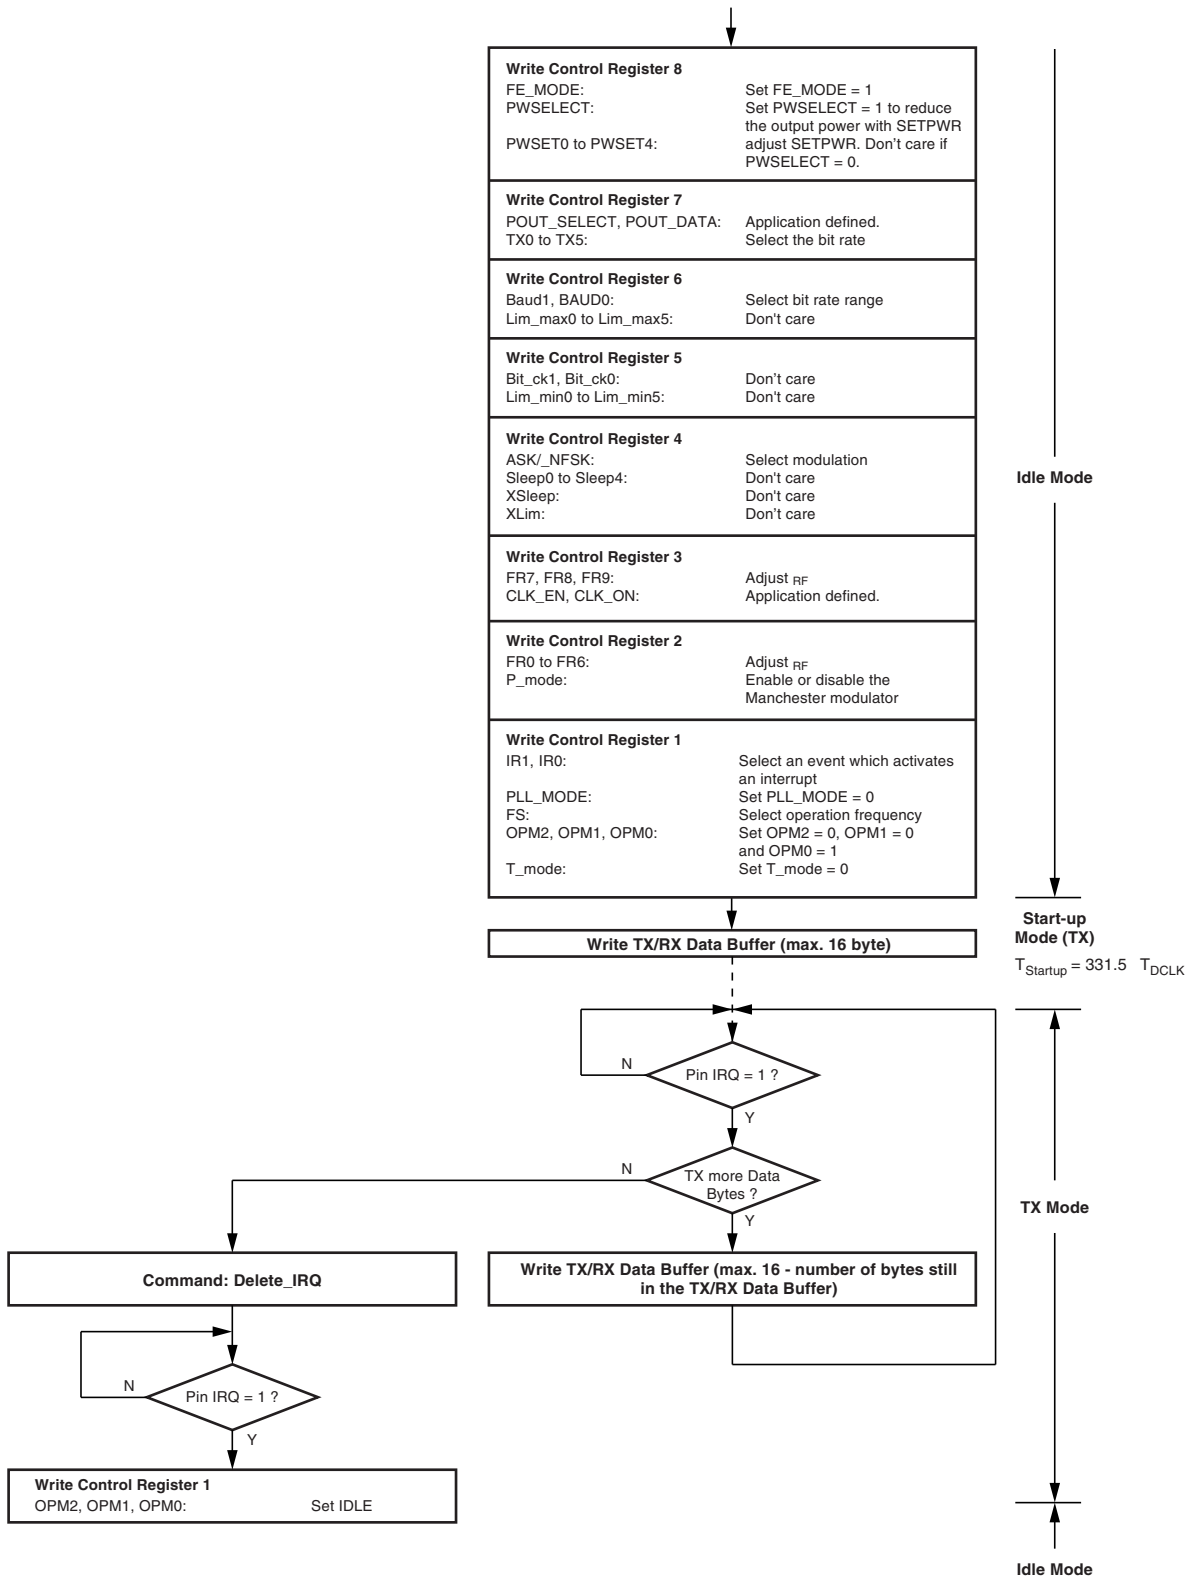 Write Control Register 8
FE_MODE: Set FE_MODE = 1
PWSELECT: Set PWSELECT = 1 to reduce
the output power with SETPWR
PWSET0 to PWSET4: adjust SETPWR. Don't care if
PWSELECT = 0.
Write Control Register 7
POUT_SELECT, POUT_DATA: Application defined.
TX0 to TX5: Select the bit rate
Write Control Register 6
Baud1, BAUD0: Select bit rate range
Lim_max0 to Lim_max5: Don't care
Write Control Register 5
Bit_ck1, Bit_ck0: Don't care
Lim_min0 to Lim_min5: Don't care
Write Control Register 4
ASK/_NFSK: Select modulation
Sleep0 to Sleep4: Don't care
XSleep: Don't care
XLim: Don't care
Idle Mode
Write Control Register 3
FR7, FR8, FR9: Adjust RF
CLK_EN, CLK_ON: Application defined.
Write Control Register 2
FR0 to FR6: Adjust RF
P_mode: Enable or disable the
Manchester modulator
Write Control Register 1
IR1, IR0: Select an event which activates
an interrupt
PLL_MODE: Set PLL_MODE = 0
FS: Select operation frequency
OPM2, OPM1, OPM0: Set OPM2 = 0, OPM1 = 0
and OPM0 = 1
T_mode: Set T_mode = 0
Start-up
Mode (TX)
TStartup = 331.5 TDCLK
Write TX/RX Data Buffer (max. 16 byte)
N
Pin IRQ = 1 ?
Y
N
TX more Data
Bytes ?
Y
TX Mode
Command: Delete_IRQ
Write TX/RX Data Buffer (max. 16 - number of bytes still
in the TX/RX Data Buffer)
N
Pin IRQ = 1 ?
Y
Write Control Register 1
OPM2, OPM1, OPM0: Set IDLE
Idle Mode